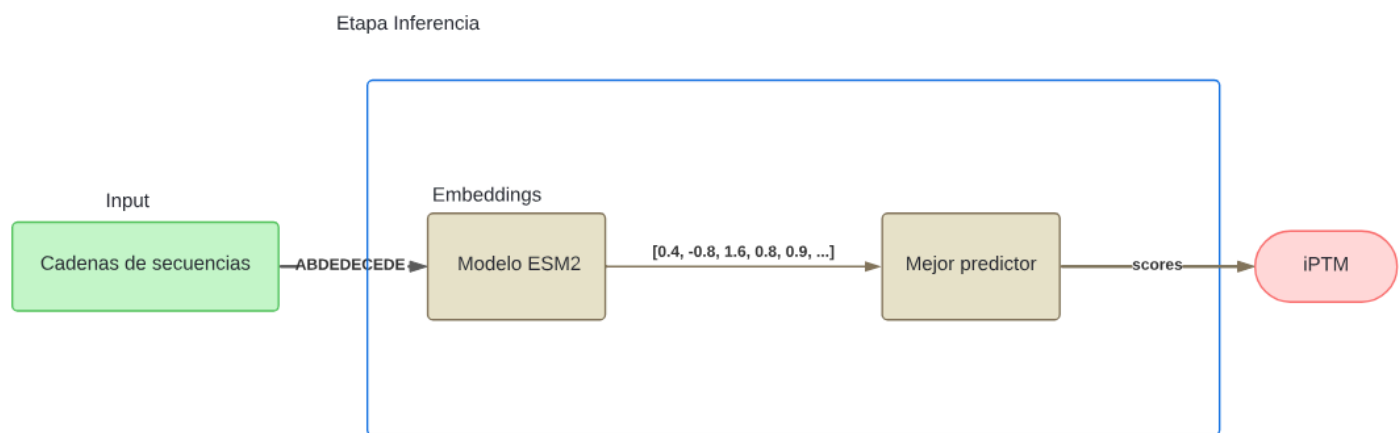 Etapa Inferencia
Input
Cadenas de secuencias
ABDEDECEDE
Embeddings
Modelo ESM2
[0.4, -0.8, 1.6, 0.8, 0.9, ...]
Mejor predictor
scores
iPTM